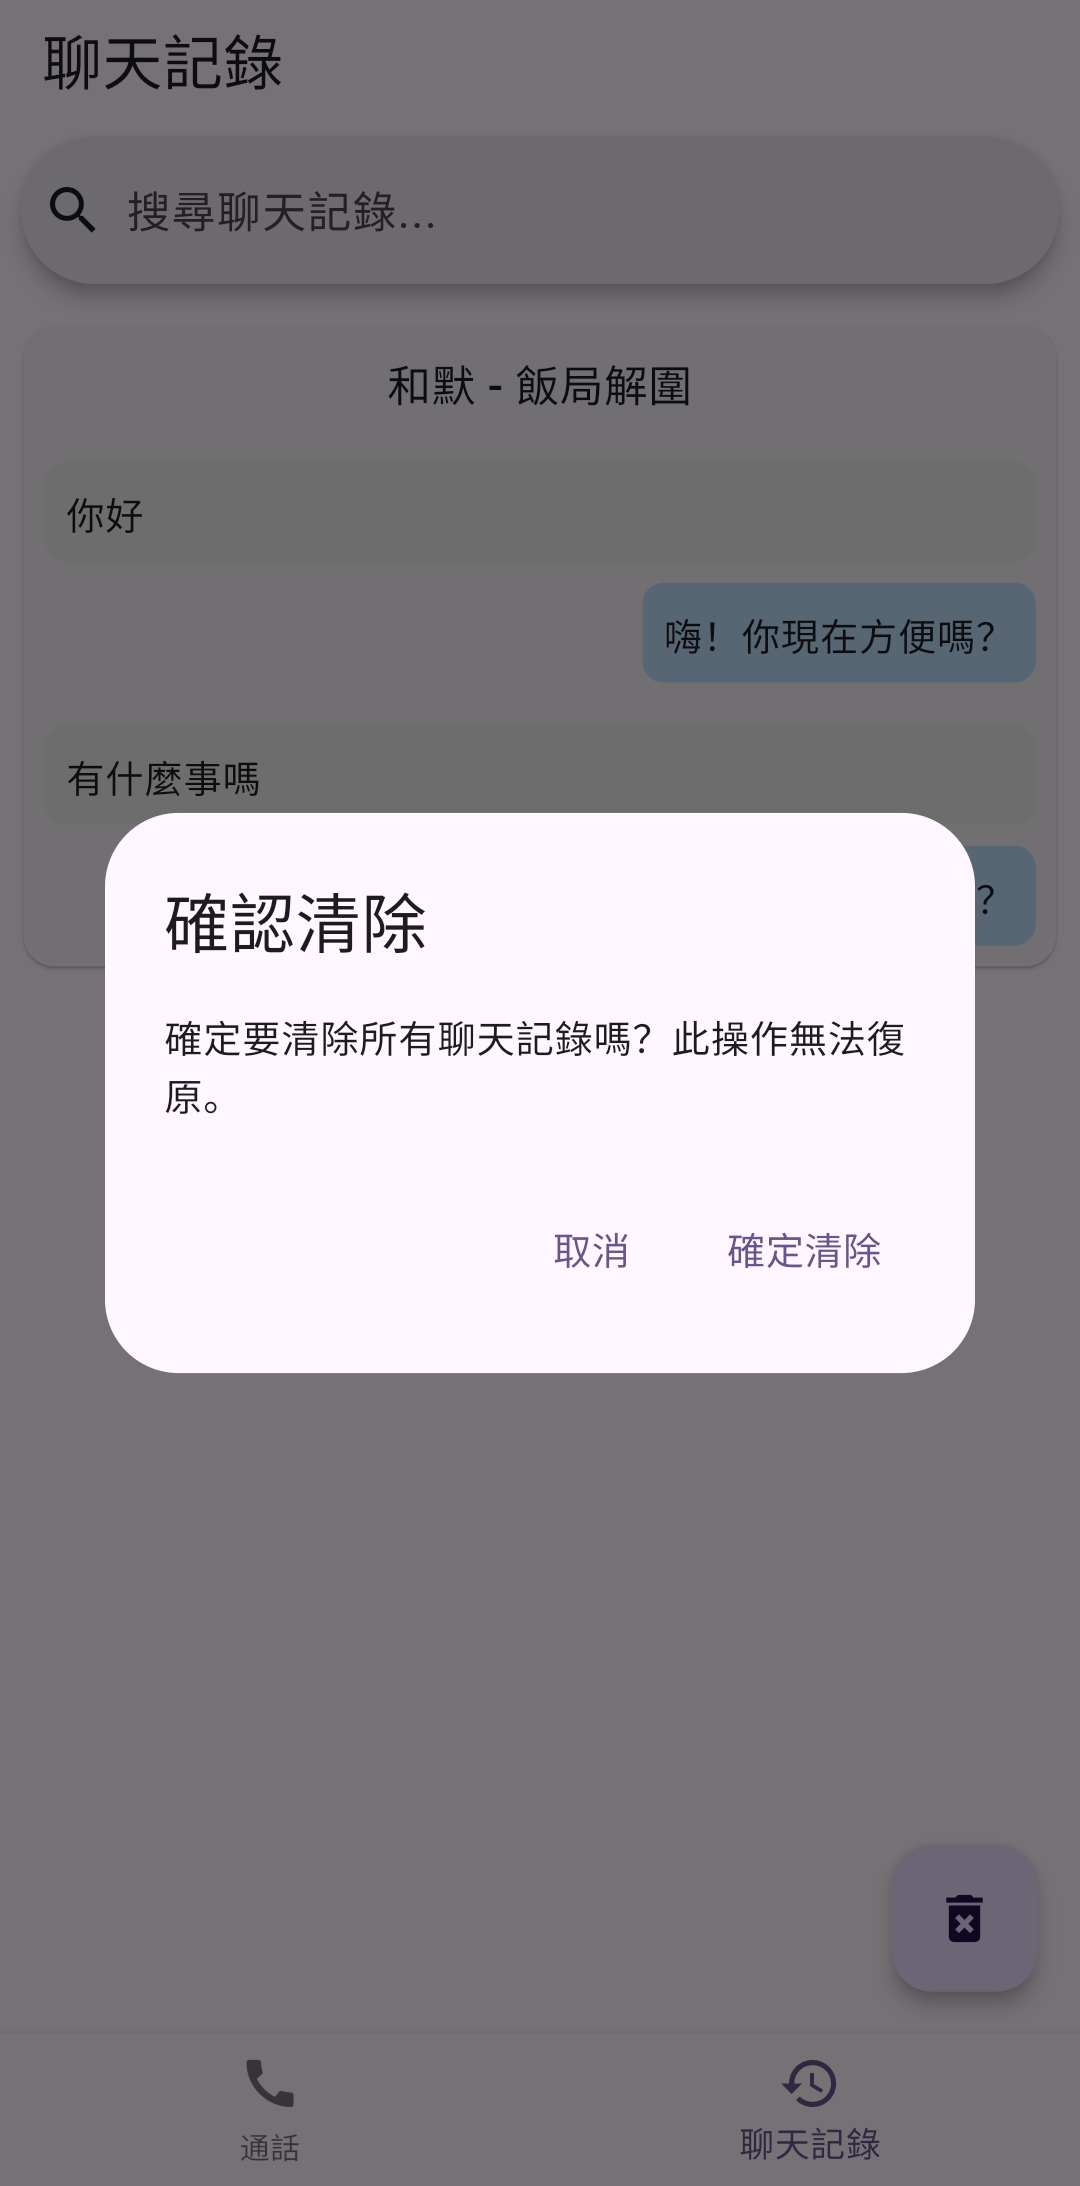 聊天記錄
搜尋聊天記錄...
和默 - 飯局解圍
你好
嗨！你現在方便嗎？
有什麼事嗎
？
確認清除
確定要清除所有聊天記錄嗎？此操作無法復
原。
取消
確定清除
通話
聊天記錄